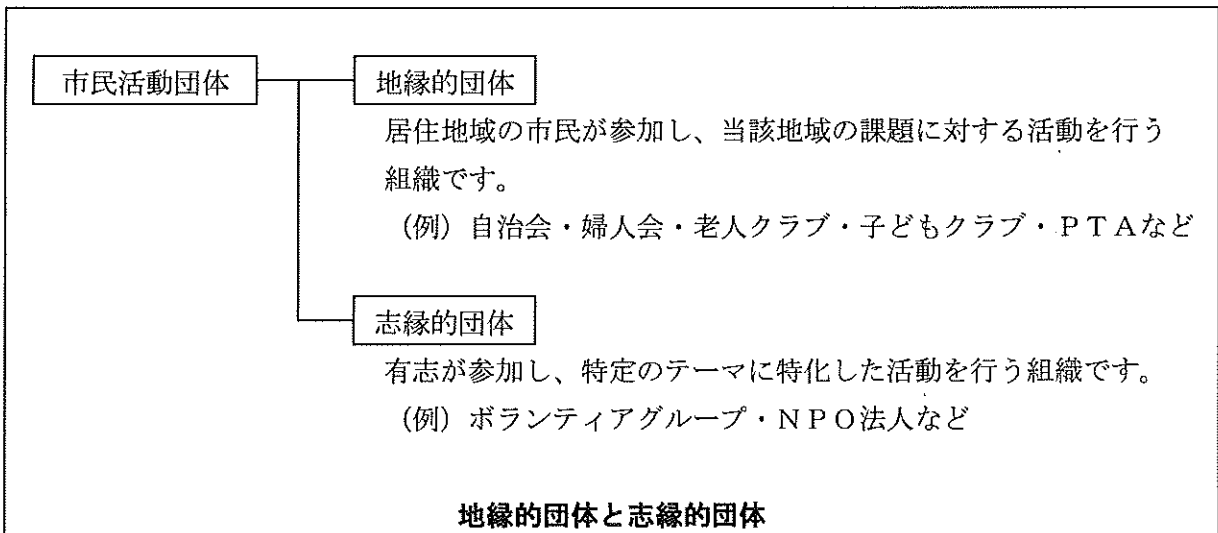 市民活動団体
地縁的団体
居住地域の市民が参加し、当該地域の課題に対する活動を行う
組織です。
（例）自治会・婦人会・老人クラブ・子どもクラブ・ＰＴＡなど
志縁的団体
有志が参加し、特定のテーマに特化した活動を行う組織です。
（例）ボランティアグループ・ＮＰＯ法人など
地縁的団体と志縁的団体